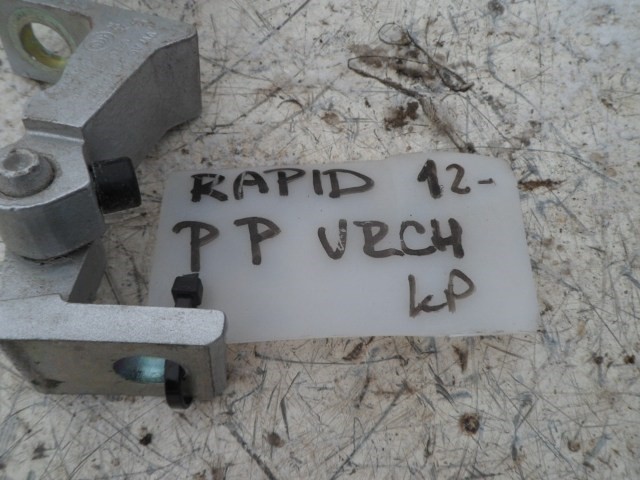 RAPID 12-
PP VRCH
kP